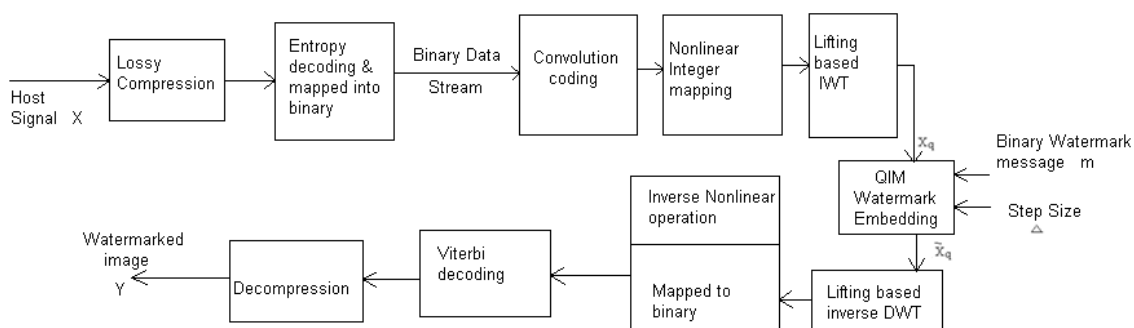 Host
Signal X
Lossy
Compression
Entropy
decoding &
mapped into
binary
Binary Data
Stream
Convolution
coding
Nonlinear
Integer
mapping
Lifting
based
IWT
x_q
Binary Watermark
message m
QIM
Watermark
Embedding
Step Size
△
x̃_q
Lifting based
inverse DWT
Inverse Nonlinear
operation
Mapped to
binary
Viterbi
decoding
Decompression
Watermarked
image
Y